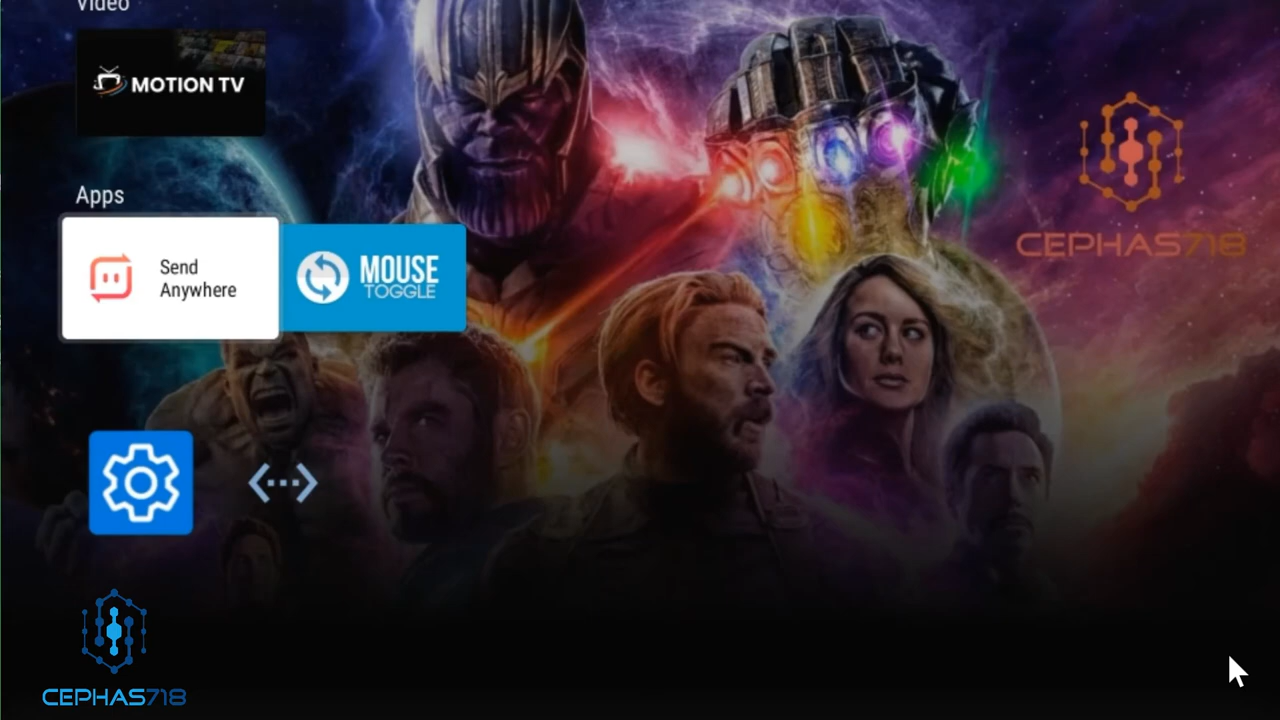 Video
MOTION TV
Apps
Send
Anywhere
MOUSE
TOGGLE
CEPHAS718
CEPHAS718